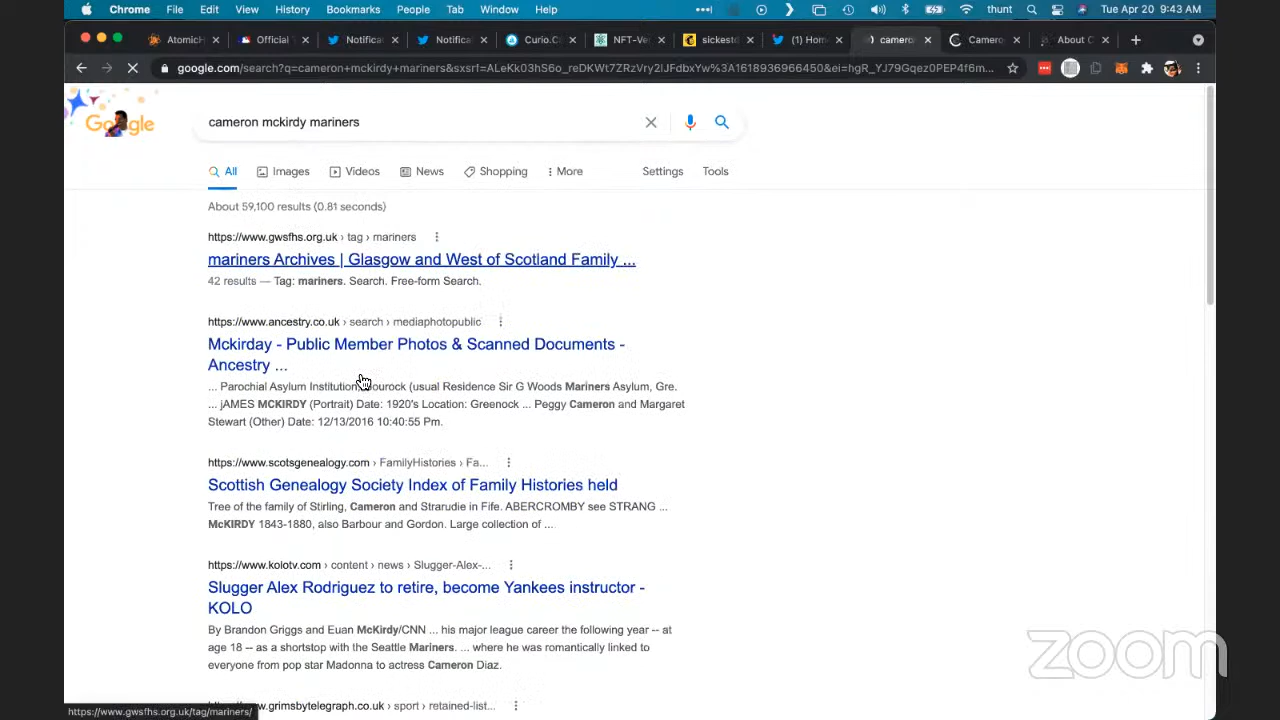 Chrome File Edit View History Bookmarks People Tab Window Help thunt Tue Apr 20 9:43 AM
AtomicH Official Notifica Notifica Curio.C NFT-Ve sickestd (1) Hom camero Camero About C
google.com/search?q=cameron+mckirdy+mariners&sxsrf=ALeKk03hS6o_reDKWt7ZRzVry2lJFdbxYw%3A1618936966450&ei=hgR_YJ79Gqez0PEP4f6m...
Google
cameron mckirdy mariners
All Images Videos News Shopping More Settings Tools
About 59,100 results (0.81 seconds)
https://www.gwsfhs.org.uk › tag › mariners
mariners Archives | Glasgow and West of Scotland Family ...
42 results — Tag: mariners. Search. Free-form Search.
https://www.ancestry.co.uk › search › mediaphotopublic
Mckirday - Public Member Photos & Scanned Documents -
Ancestry ...
... Parochial Asylum Institution, Gourock (usual Residence Sir G Woods Mariners Asylum, Gre.
... jAMES MCKIRDY (Portrait) Date: 1920's Location: Greenock ... Peggy Cameron and Margaret
Stewart (Other) Date: 12/13/2016 10:40:55 Pm.
https://www.scotsgenealogy.com › FamilyHistories › Fa...
Scottish Genealogy Society Index of Family Histories held
Tree of the family of Stirling, Cameron and Strarudie in Fife. ABERCROMBY see STRANG ...
McKIRDY 1843-1880, also Barbour and Gordon. Large collection of ...
https://www.kolotv.com › content › news › Slugger-Alex-...
Slugger Alex Rodriguez to retire, become Yankees instructor -
KOLO
By Brandon Griggs and Euan McKirdy/CNN ... his major league career the following year -- at
age 18 -- as a shortstop with the Seattle Mariners. ... where he was romantically linked to
everyone from pop star Madonna to actress Cameron Diaz.
zoom
www.grimsbytelegraph.co.uk › sport › retained-list...
https://www.gwsfhs.org.uk/tag/mariners/